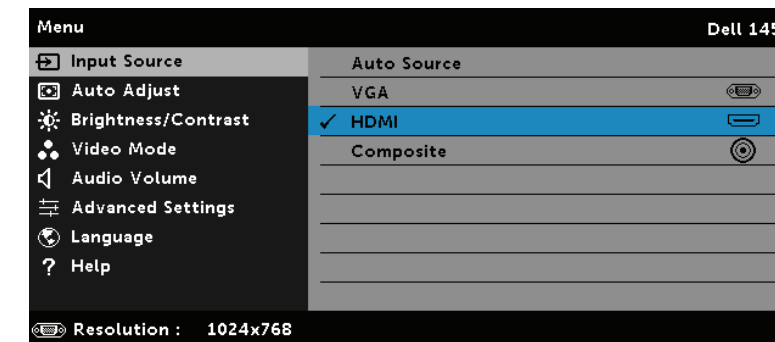 Menu
Dell 145
Input Source
Auto Adjust
Brightness/Contrast
Video Mode
Audio Volume
Advanced Settings
Language
? Help
Auto Source
VGA
✓ HDMI
Composite
Resolution : 1024x768